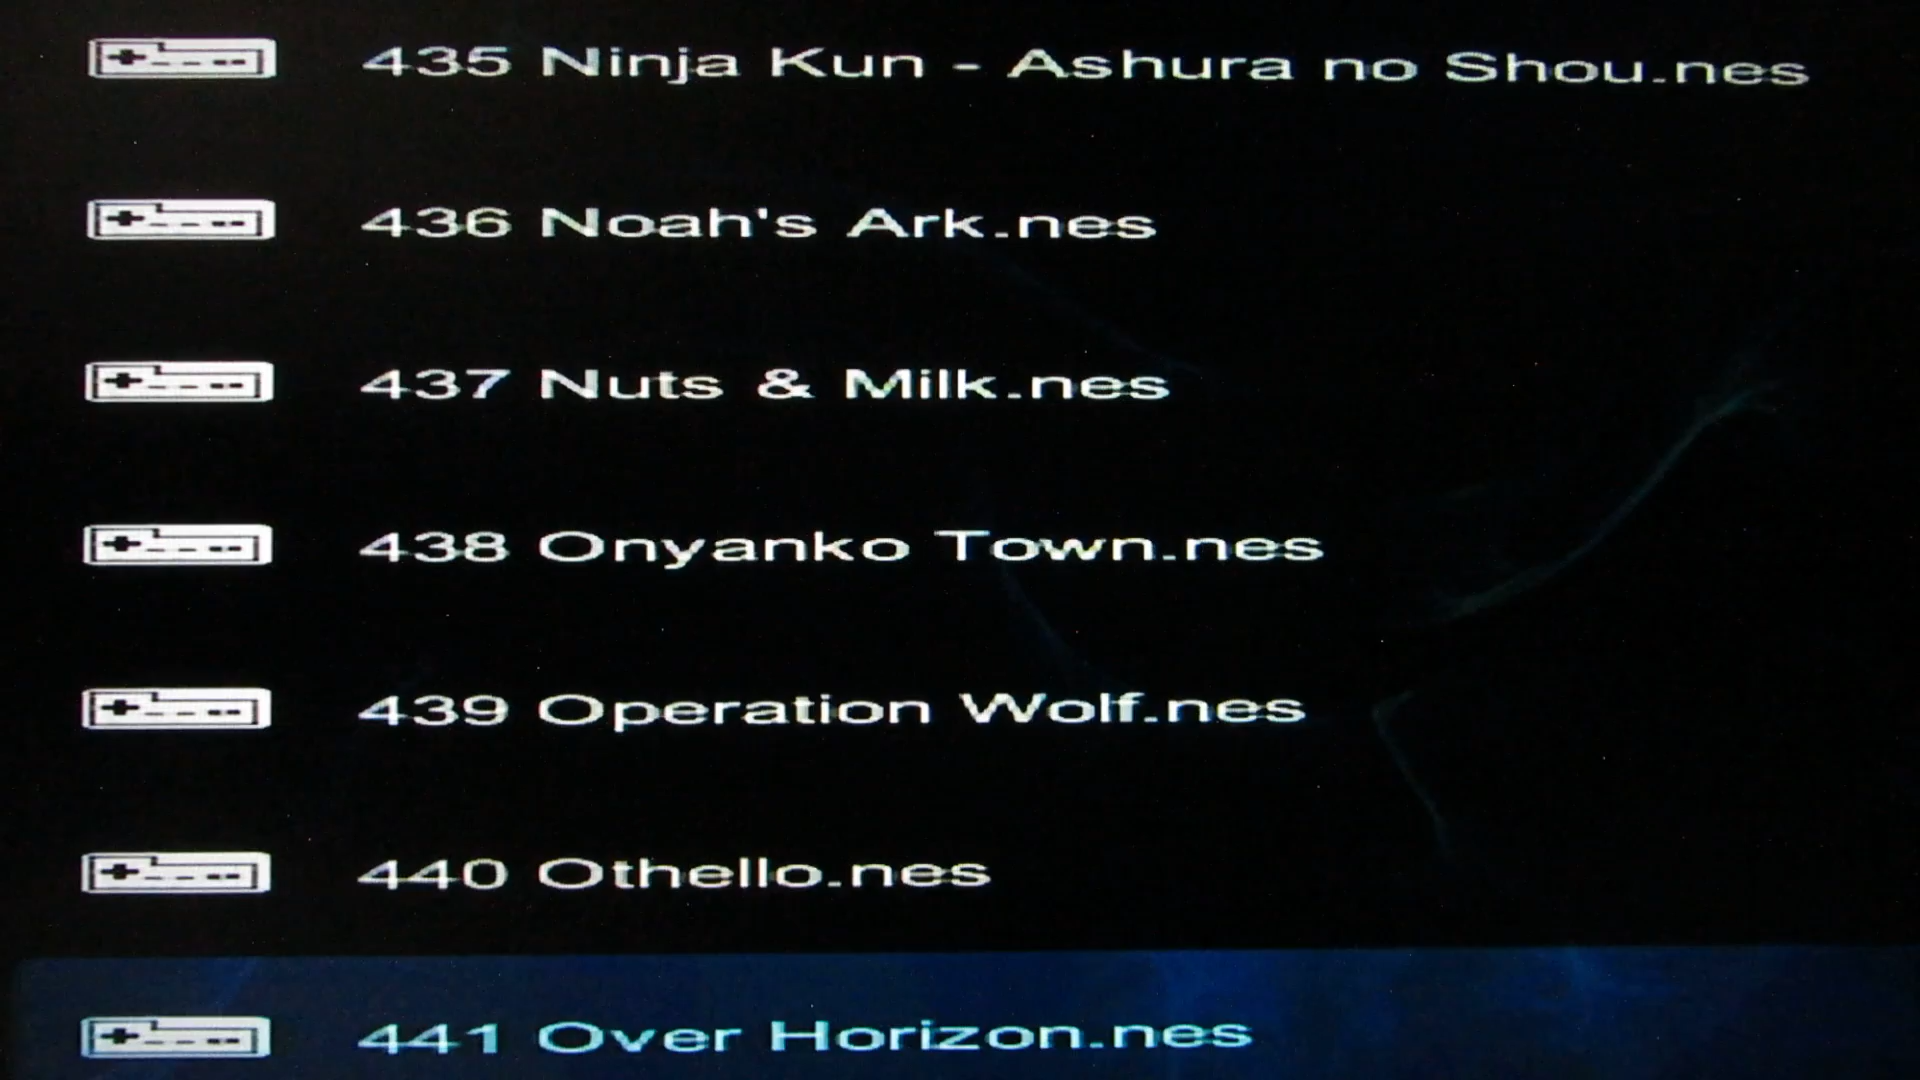 435 Ninja Kun - Ashura no Shou.nes
436 Noah's Ark.nes
437 Nuts & Milk.nes
438 Onyanko Town.nes
439 Operation Wolf.nes
440 Othello.nes
441 Over Horizon.nes